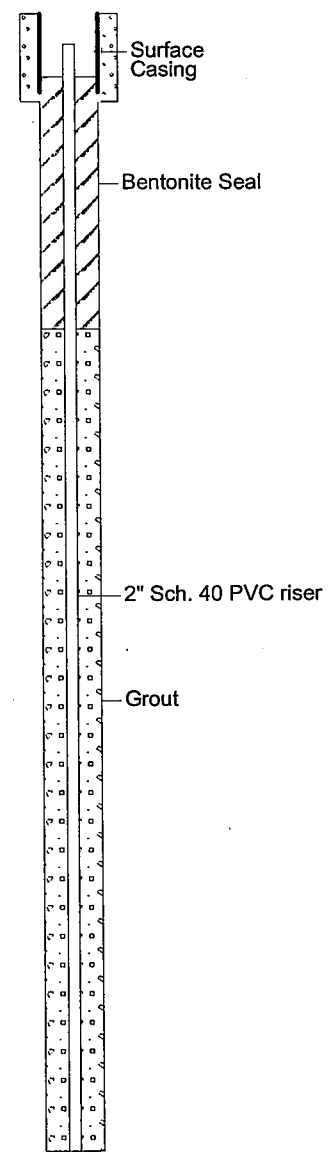 Surface
Casing
Bentonite Seal
2" Sch. 40 PVC riser
Grout